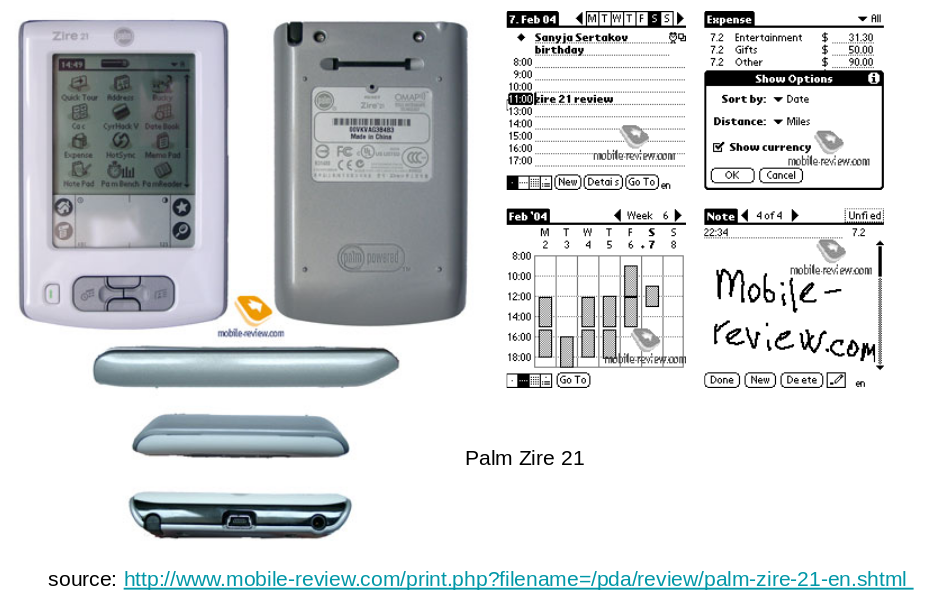 Zire 21
palm
14:49
Quick Tour Address
Calc CyrHack V Date Book
Expense HotSync Memo Pad
Note Pad PalmBench PalmReader
Zire 21 OMAP
00VKVAG3B4B3
Made in China
palm powered
mobile-review.com
7. Feb 04 M T W T F S S
Sanyja Sertakov
birthday
8:00
9:00
10:00
11:00 zire 21 review
13:00
14:00
15:00
16:00
17:00
mobile-review.com
New Details Go To en
Expense All
7.2 Entertainment $ 31.30
7.2 Gifts $ 50.00
7.2 Other $ 90.00
Show Options
Sort by: Date
Distance: Miles
Show currency
mobile-review.com
OK Cancel
Feb '04 Week 6
M T W T F S S
2 3 4 5 6 .7 8
8:00
10:00
12:00
14:00
16:00
18:00
mobile-review.com
Go To
Note 4 of 4 Unfiled
22:34 7.2
mobile-review.com
Mobile-
review.com
Done New Delete en
Palm Zire 21
source: http://www.mobile-review.com/print.php?filename=/pda/review/palm-zire-21-en.shtml